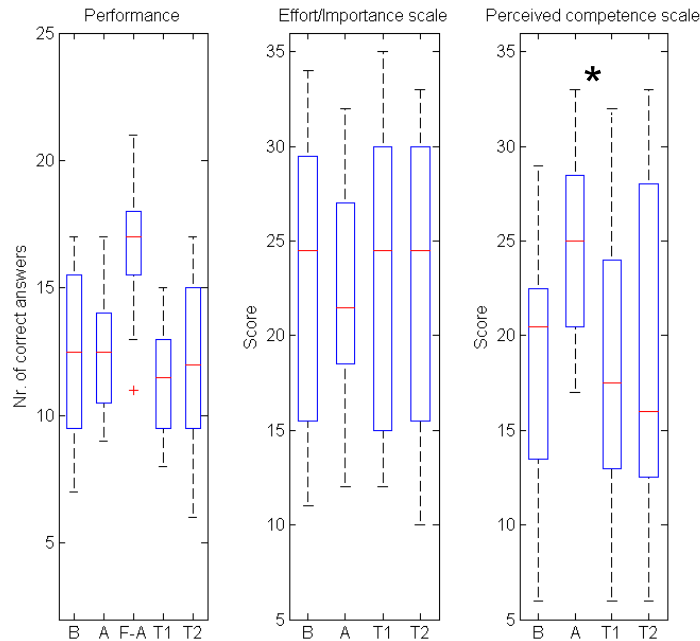 Performance
Nr. of correct answers
25
20
15
10
5
B A F-A T1 T2
Effort/Importance scale
Score
35
30
25
20
15
10
5
B A T1 T2
Perceived competence scale
Score
35
30
25
20
15
10
5
*
B A T1 T2